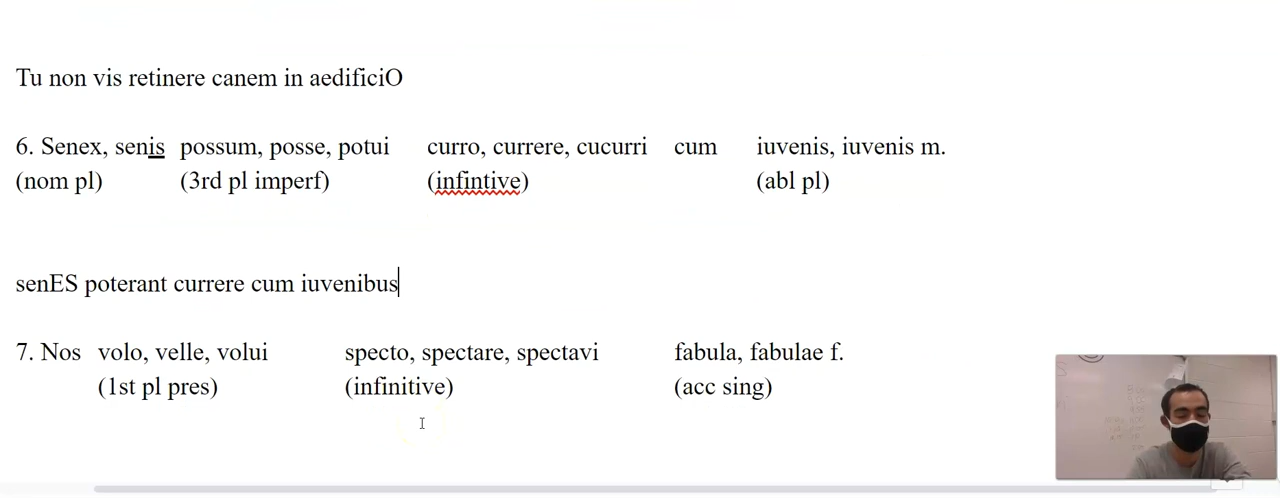 Tu non vis retinere canem in aedificiO
6. Senex, senis possum, posse, potui curro, currere, cucurri cum iuvenis, iuvenis m.
(nom pl) (3rd pl imperf) (infintive) (abl pl)
senES poterant currere cum iuvenibus
7. Nos volo, velle, volui specto, spectare, spectavi fabula, fabulae f.
(1st pl pres) (infinitive) (acc sing)